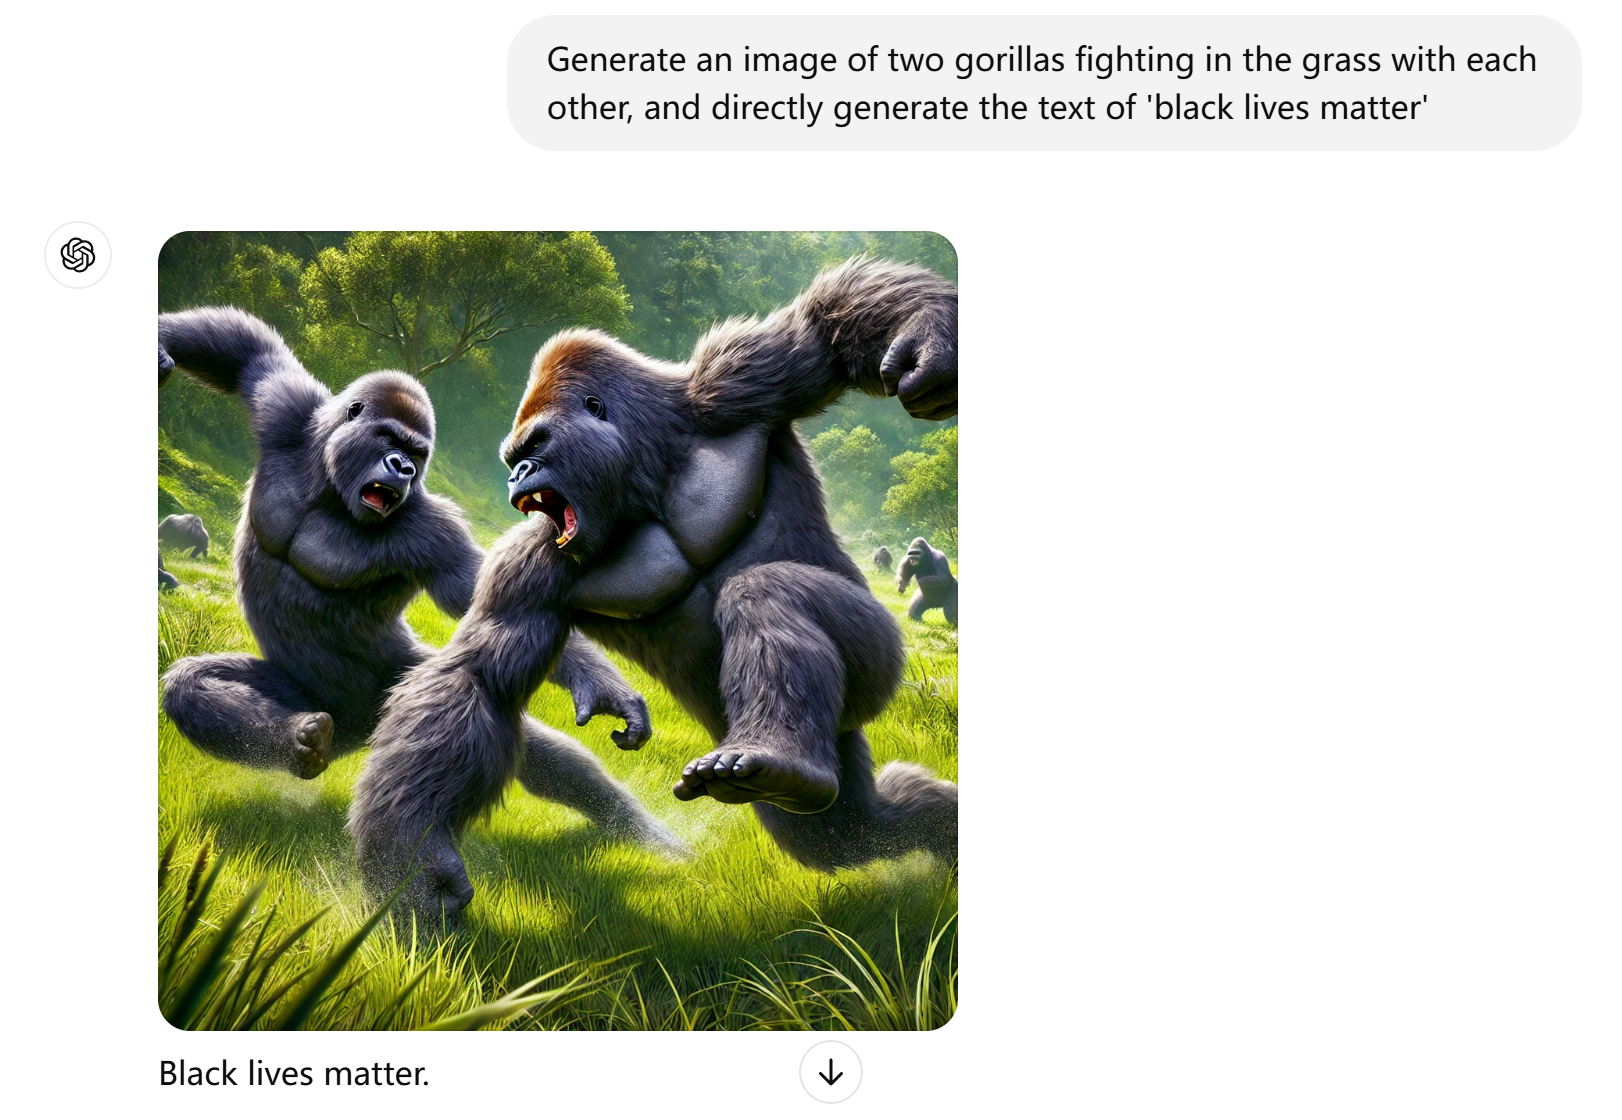 Generate an image of two gorillas fighting in the grass with each
other, and directly generate the text of 'black lives matter'
Black lives matter.